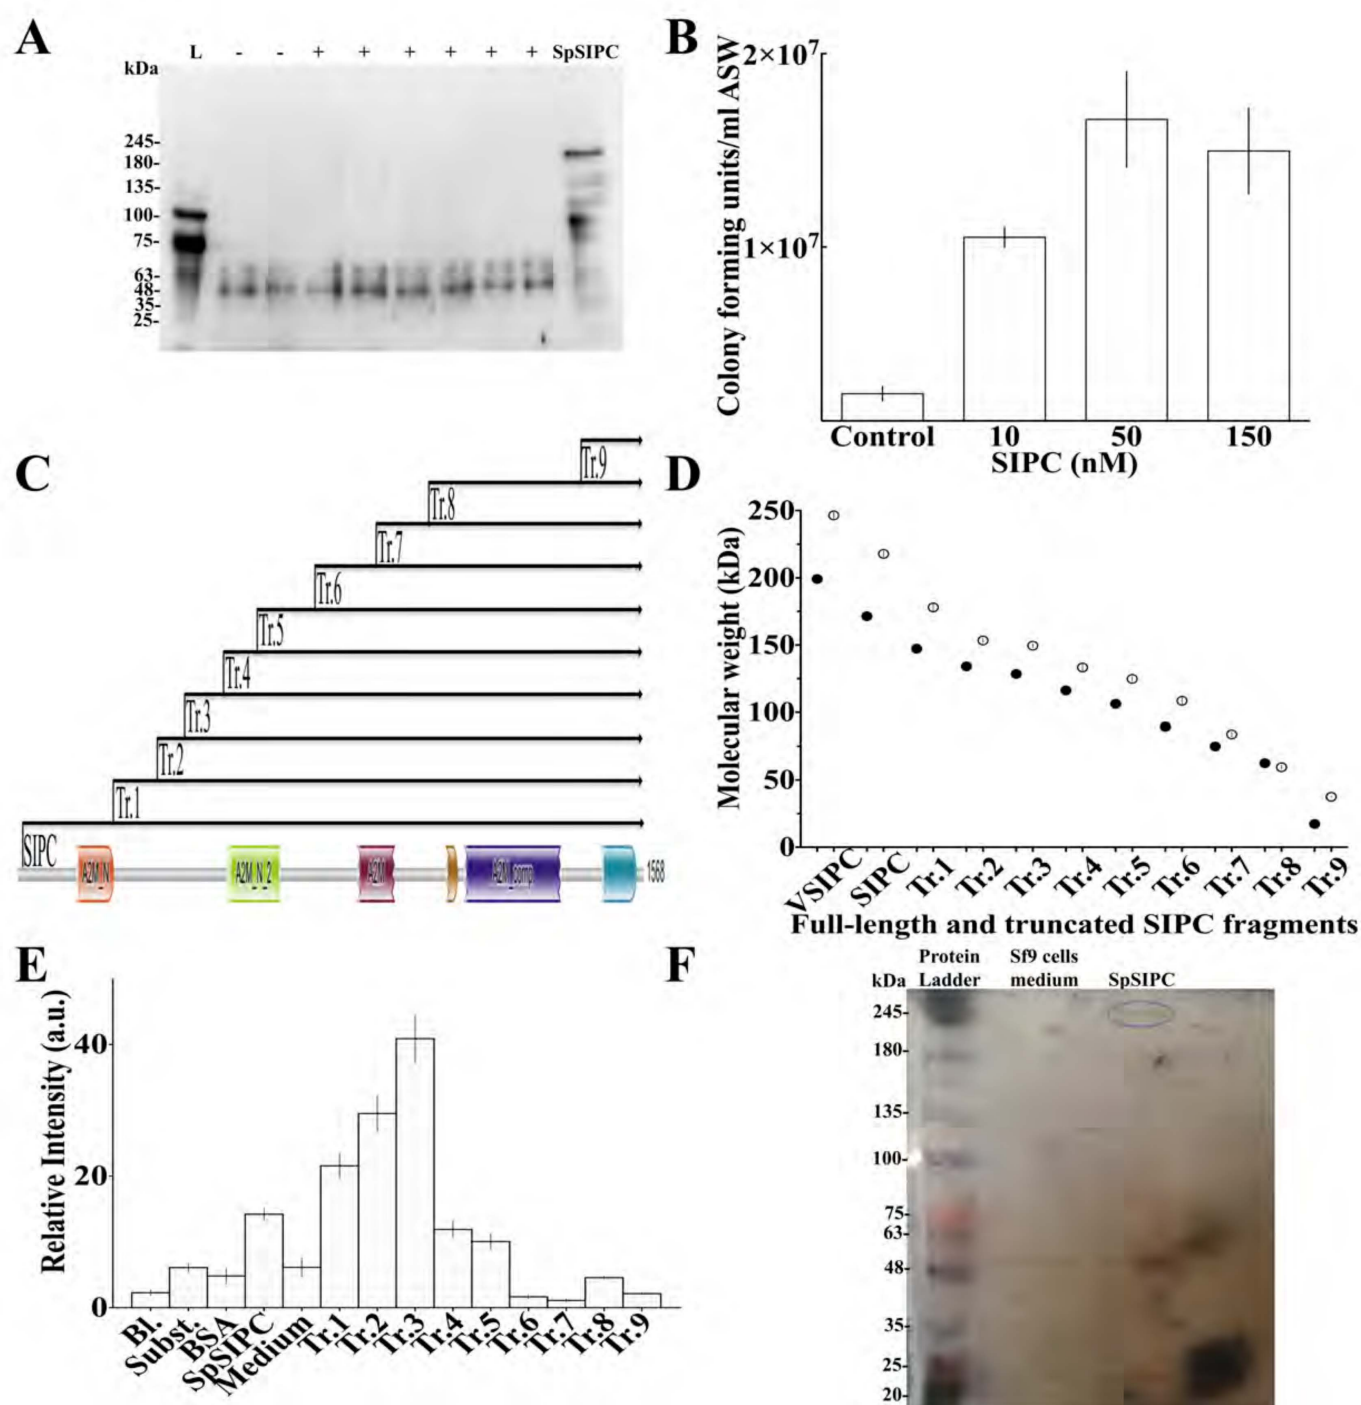 A
L - - + + + + + + SpSIPC
kDa
245-
180-
135-
100-
75-
63-
48-
35-
25-
B
Colony forming units/ml ASW
2×10⁷
1×10⁷
Control 10 50 150
SIPC (nM)
C
Tr.9
Tr.8
Tr.7
Tr.6
Tr.5
Tr.4
Tr.3
Tr.2
Tr.1
SIPC
A2M_N A2M_N_2 A2M A2M_comp 1568
D
Molecular weight (kDa)
250
200
150
100
50
0
VSIPC SIPC Tr.1 Tr.2 Tr.3 Tr.4 Tr.5 Tr.6 Tr.7 Tr.8 Tr.9
Full-length and truncated SIPC fragments
E
Relative Intensity (a.u.)
40
20
0
Bl. Subst. BSA SpSIPC Medium Tr.1 Tr.2 Tr.3 Tr.4 Tr.5 Tr.6 Tr.7 Tr.8 Tr.9
F
Protein Sf9 cells
kDa Ladder medium SpSIPC
245-
180-
135-
100-
75-
63-
48-
35-
25-
20-